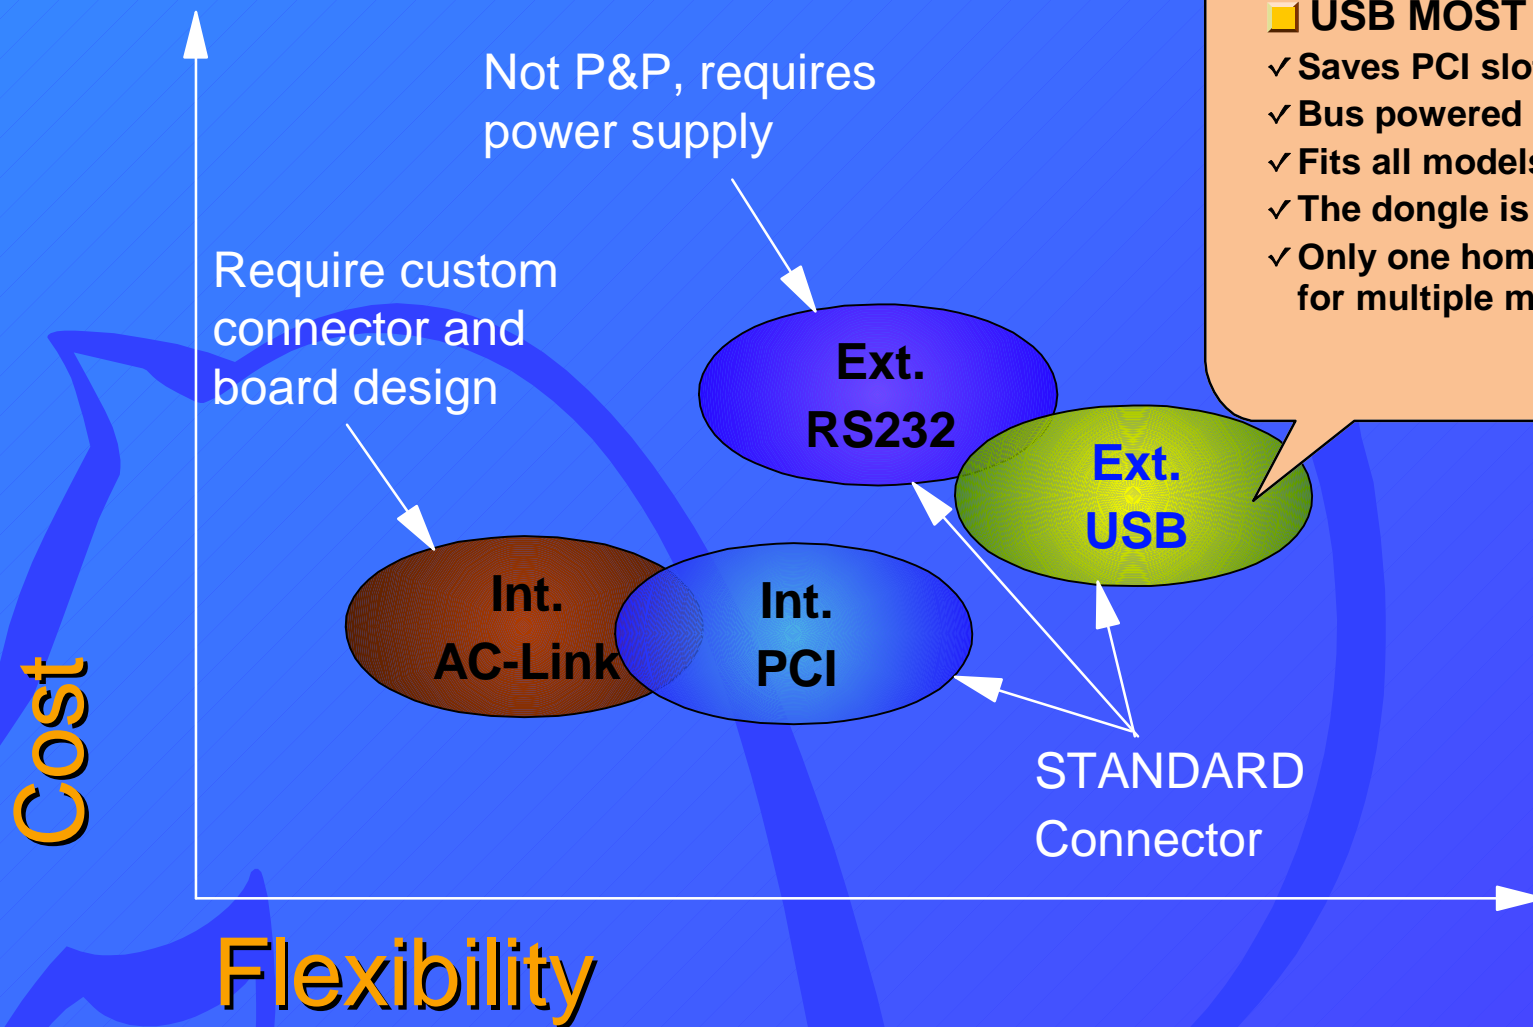 USB MOST
✓ Saves PCI slo
✓ Bus powered
✓ Fits all models
✓ The dongle is
✓ Only one hom
for multiple m
Not P&P, requires
power supply
Require custom
connector and
board design
Ext.
RS232
Ext.
USB
Int.
AC-Link
Int.
PCI
STANDARD
Connector
Cost
Flexibility